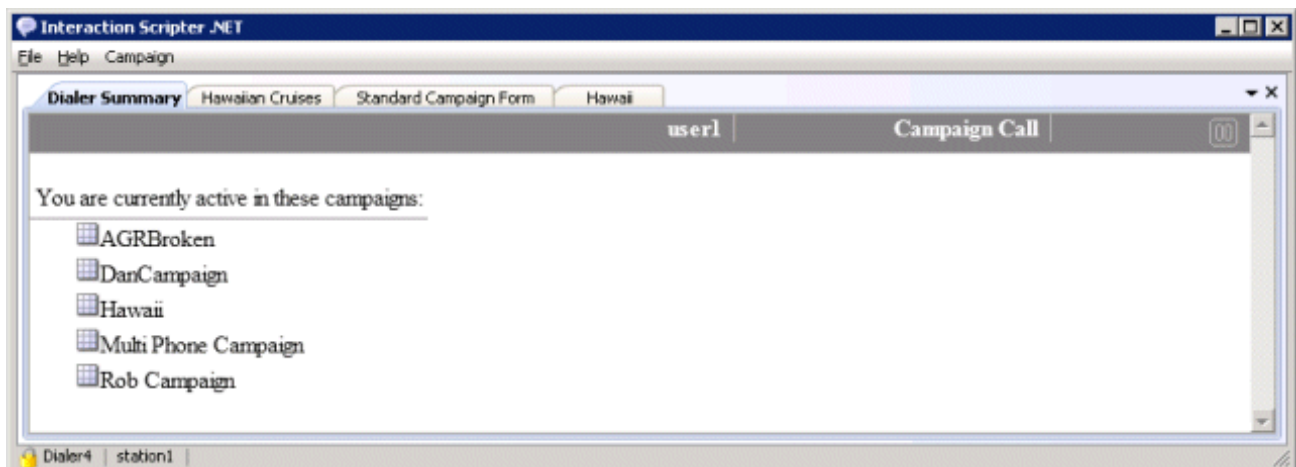 Interaction Scripter .NET
File Help Campaign
Dialer Summary Hawaiian Cruises Standard Campaign Form Hawaii
user1 Campaign Call
You are currently active in these campaigns:
AGRBroken
DanCampaign
Hawaii
Multi Phone Campaign
Rob Campaign
Dialer4 station1